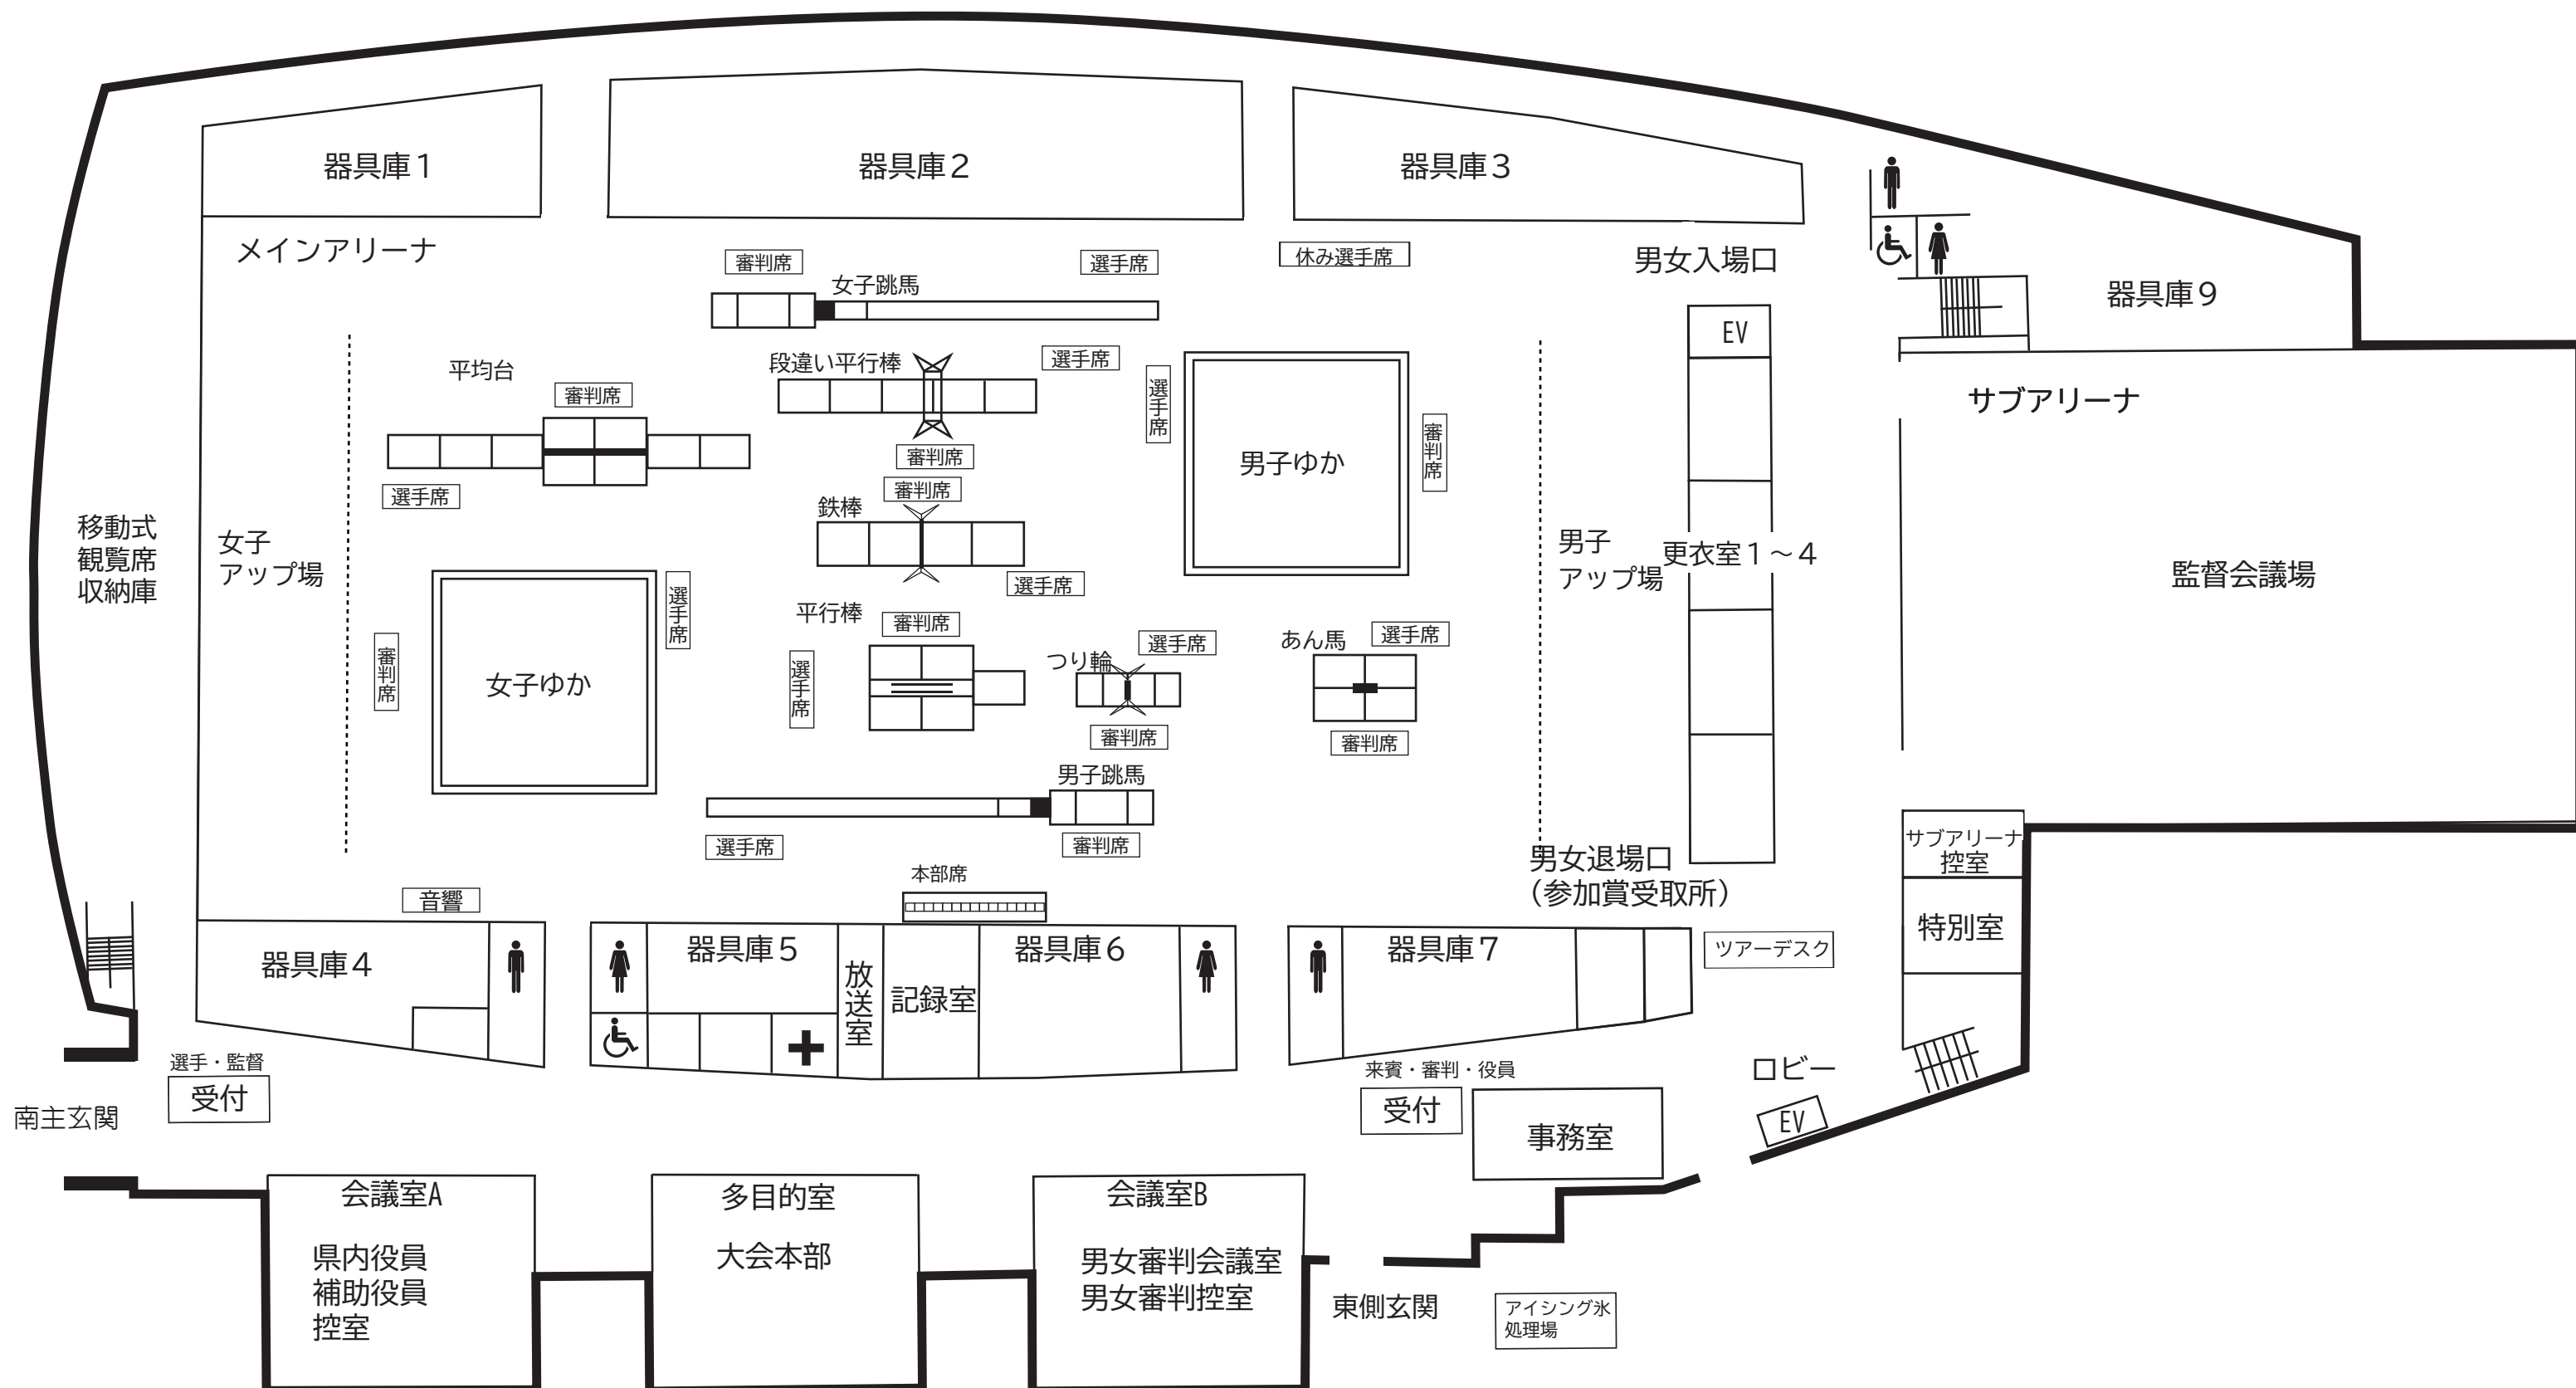 器具庫1
器具庫2
器具庫3
メインアリーナ
審判席
女子跳馬
選手席
休み選手席
男女入場口
器具庫9
EV
平均台
審判席
選手席
段違い平行棒
選手席
審判席
選手席
男子ゆか
審判席
サブアリーナ
監督会議場
移動式
観覧席
収納庫
女子
アップ場
鉄棒
審判席
選手席
男子
アップ場
更衣室1～4
選手席
審判席
女子ゆか
平行棒
審判席
選手席
つり輪
選手席
審判席
あん馬
選手席
審判席
男子跳馬
選手席
審判席
男女退場口
（参加賞受取所）
サブアリーナ
控室
特別室
本部席
音響
器具庫4
器具庫5
放送室
記録室
器具庫6
器具庫7
ツアーデスク
選手・監督
受付
南主玄関
来賓・審判・役員
受付
事務室
ロビー
EV
会議室A
県内役員
補助役員
控室
多目的室
大会本部
会議室B
男女審判会議室
男女審判控室
東側玄関
アイシング氷
処理場